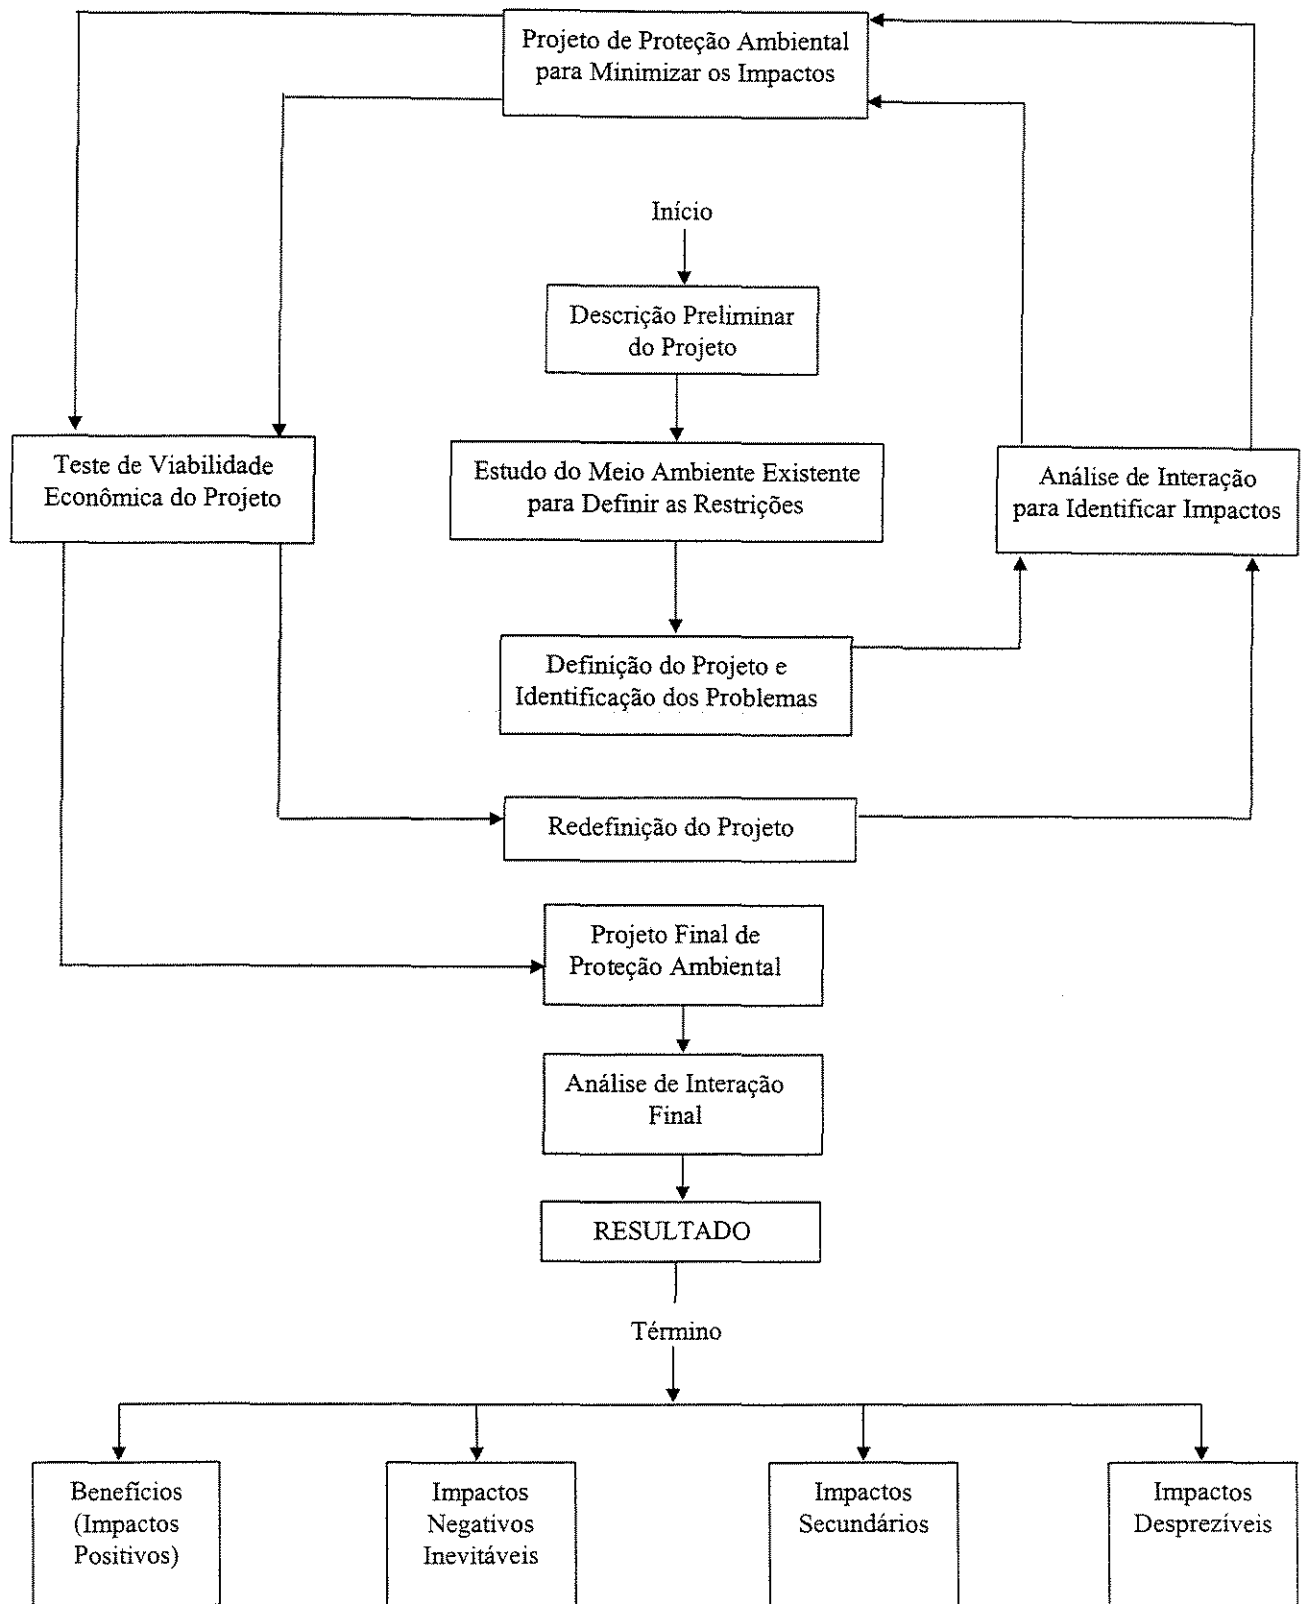 Projeto de Proteção Ambiental
para Minimizar os Impactos
Início
Descrição Preliminar
do Projeto
Teste de Viabilidade
Econômica do Projeto
Estudo do Meio Ambiente Existente
para Definir as Restrições
Análise de Interação
para Identificar Impactos
Definição do Projeto e
Identificação dos Problemas
Redefinição do Projeto
Projeto Final de
Proteção Ambiental
Análise de Interação
Final
RESULTADO
Término
Benefícios
(Impactos
Positivos)
Impactos
Negativos
Inevitáveis
Impactos
Secundários
Impactos
Desprezíveis